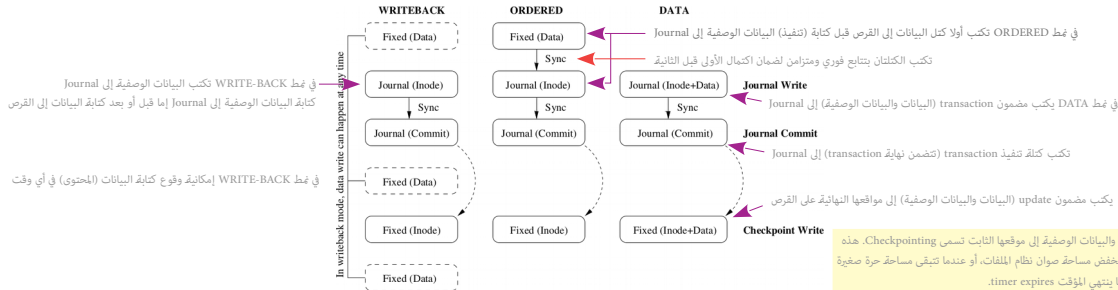 WRITEBACK ORDERED DATA
Fixed (Data) Fixed (Data)
في نمط ORDERED تكتب أولا كتل البيانات إلى القرص قبل كتابة (تنفيذ) البيانات الوصفية إلى Journal
Sync
تكتب الكتلتان بتتابع فوري ومتزامن لضمان اكتمال الأولى قبل الثانية
في نمط WRITE-BACK تكتب البيانات الوصفية إلى Journal
كتابة البيانات الوصفية إلى Journal إما قبل أو بعد كتابة البيانات إلى القرص
In writeback mode, data write can happen at any time
Journal (Inode) Journal (Inode) Journal (Inode+Data) Journal Write
في نمط DATA يكتب مضمون transaction (البيانات والبيانات الوصفية) إلى Journal
Sync Sync Sync
Journal (Commit) Journal (Commit) Journal (Commit) Journal Commit
تكتب كتلة تنفيذ transaction (تتضمن نهاية transaction) إلى Journal
في نمط WRITE-BACK إمكانية وقوع كتابة البيانات (المحتوى) في أي وقت
Fixed (Data)
يكتب مضمون update (البيانات والبيانات الوصفية) إلى مواقعها النهائية على القرص
Fixed (Inode) Fixed (Inode) Fixed (Inode+Data) Checkpoint Write
والبيانات الوصفية إلى موقعها الثابت تسمى Checkpointing. هذه
خفض مساحة صوان نظام الملفات، أو عندما تتبقى مساحة حرة صغيرة
ينتهي المؤقت timer expires.
Fixed (Data)